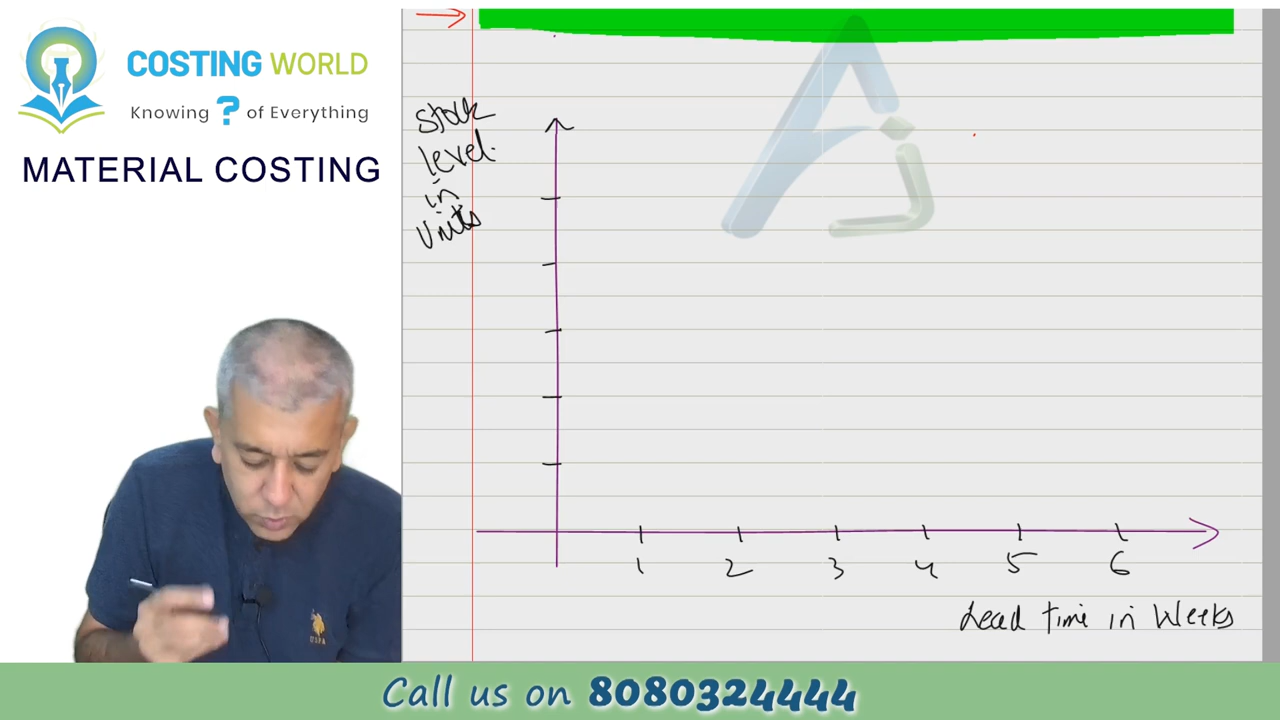 COSTING WORLD
Knowing ? of Everything
MATERIAL COSTING
Stock
level.
in
Units
1 2 3 4 5 6
Lead time in Weeks
USPA
Call us on 8080324444